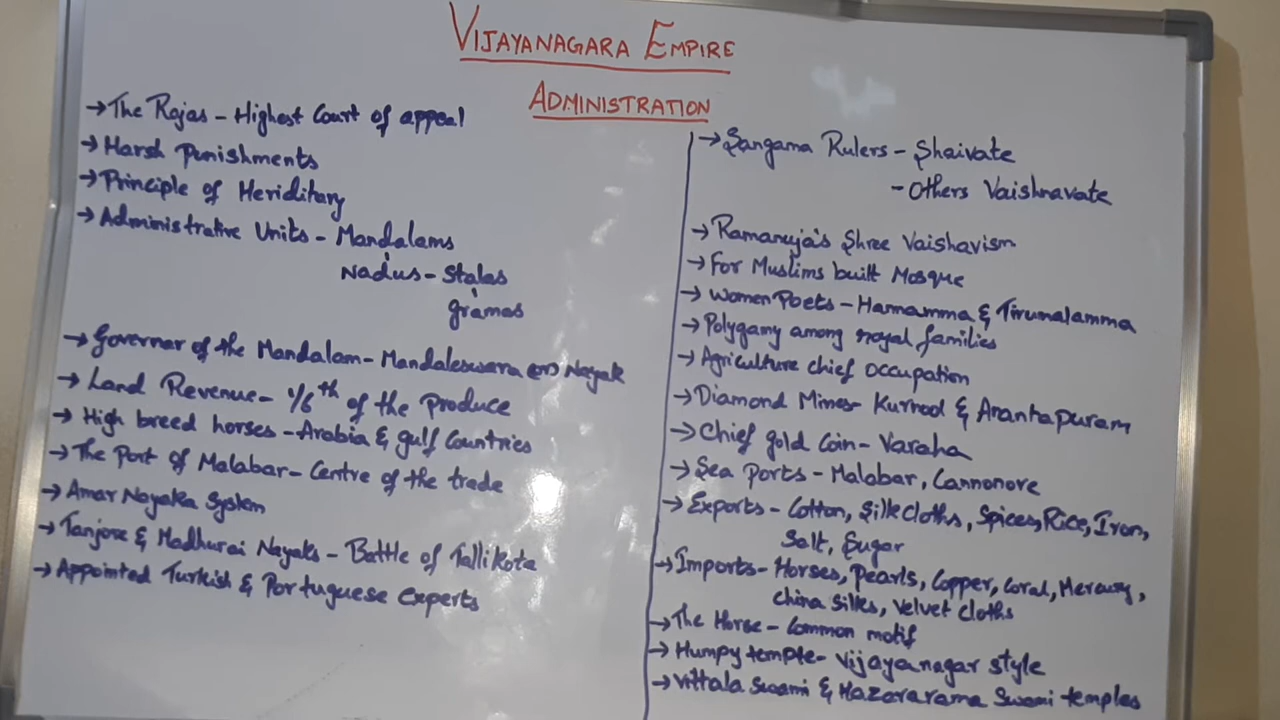 VIJAYANAGARA EMPIRE
ADMINISTRATION
→The Rajas - Highest Court of appeal
→Harsh Punishments
→Principle of Heriditary
→Administrative Units - Mandalams
Nadus - Stalas
gramas
→Governor of the Mandalam - Mandaleswara (or) Nayak
→Land Revenue - 1/6th of the Produce
→High breed horses - Arabia & gulf Countries
→The Port of Malabar - Centre of the trade
→Amar Nayaka System
→Tanjore & Madhurai Nayaks - Battle of Tallikota
→Appointed Turkish & Portuguese experts
→Sangama Rulers - Shaivate
- Others Vaishnavate
→Ramanuja's Shree Vaishavism
→For Muslims built Mosque
→Women Poets - Hannamma & Tirumalamma
→Polygamy among royal families
→Agriculture chief occupation
→Diamond Mines - Kurnool & Ananthapuram
→Chief gold Coin - Varaha
→Sea Ports - Malabar, Cannonore
→Exports - Cotton, Silk Cloths, Spices, Rice, Iron,
Salt, Sugar
→Imports - Horses, Pearls, Copper, Coral, Mercury,
China Silks, Velvet Cloths
→The Horse - Common motif
→Humpy temple - Vijayanagar style
→Vittala Swami & Hazararama Swami temples